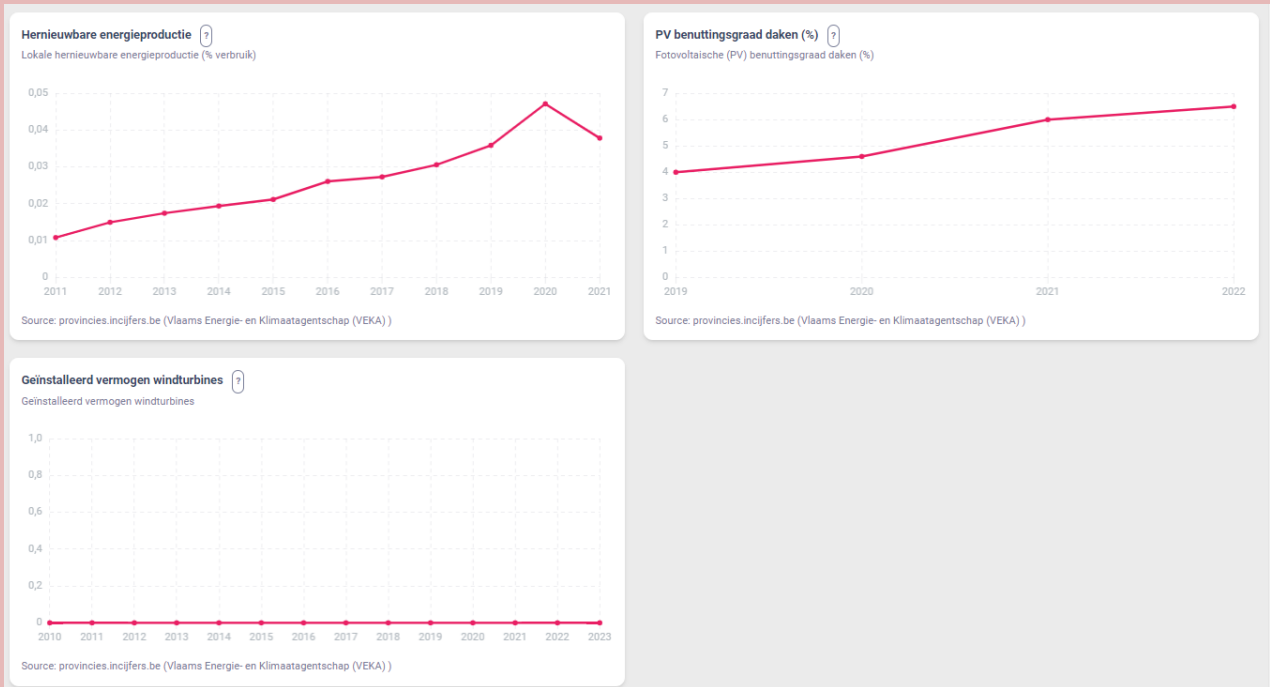 Hernieuwbare energieproductie ?
Lokale hernieuwbare energieproductie (% verbruik)
0,05
0,04
0,03
0,02
0,01
0
2011 2012 2013 2014 2015 2016 2017 2018 2019 2020 2021
Source: provincies.incijfers.be (Vlaams Energie- en Klimaatagentschap (VEKA) )
PV benuttingsgraad daken (%) ?
Fotovoltaïsche (PV) benuttingsgraad daken (%)
7
6
5
4
3
2
1
0
2019 2020 2021 2022
Source: provincies.incijfers.be (Vlaams Energie- en Klimaatagentschap (VEKA) )
Geïnstalleerd vermogen windturbines ?
Geïnstalleerd vermogen windturbines
1,0
0,8
0,6
0,4
0,2
0
2010 2011 2012 2013 2014 2015 2016 2017 2018 2019 2020 2021 2022 2023
Source: provincies.incijfers.be (Vlaams Energie- en Klimaatagentschap (VEKA) )